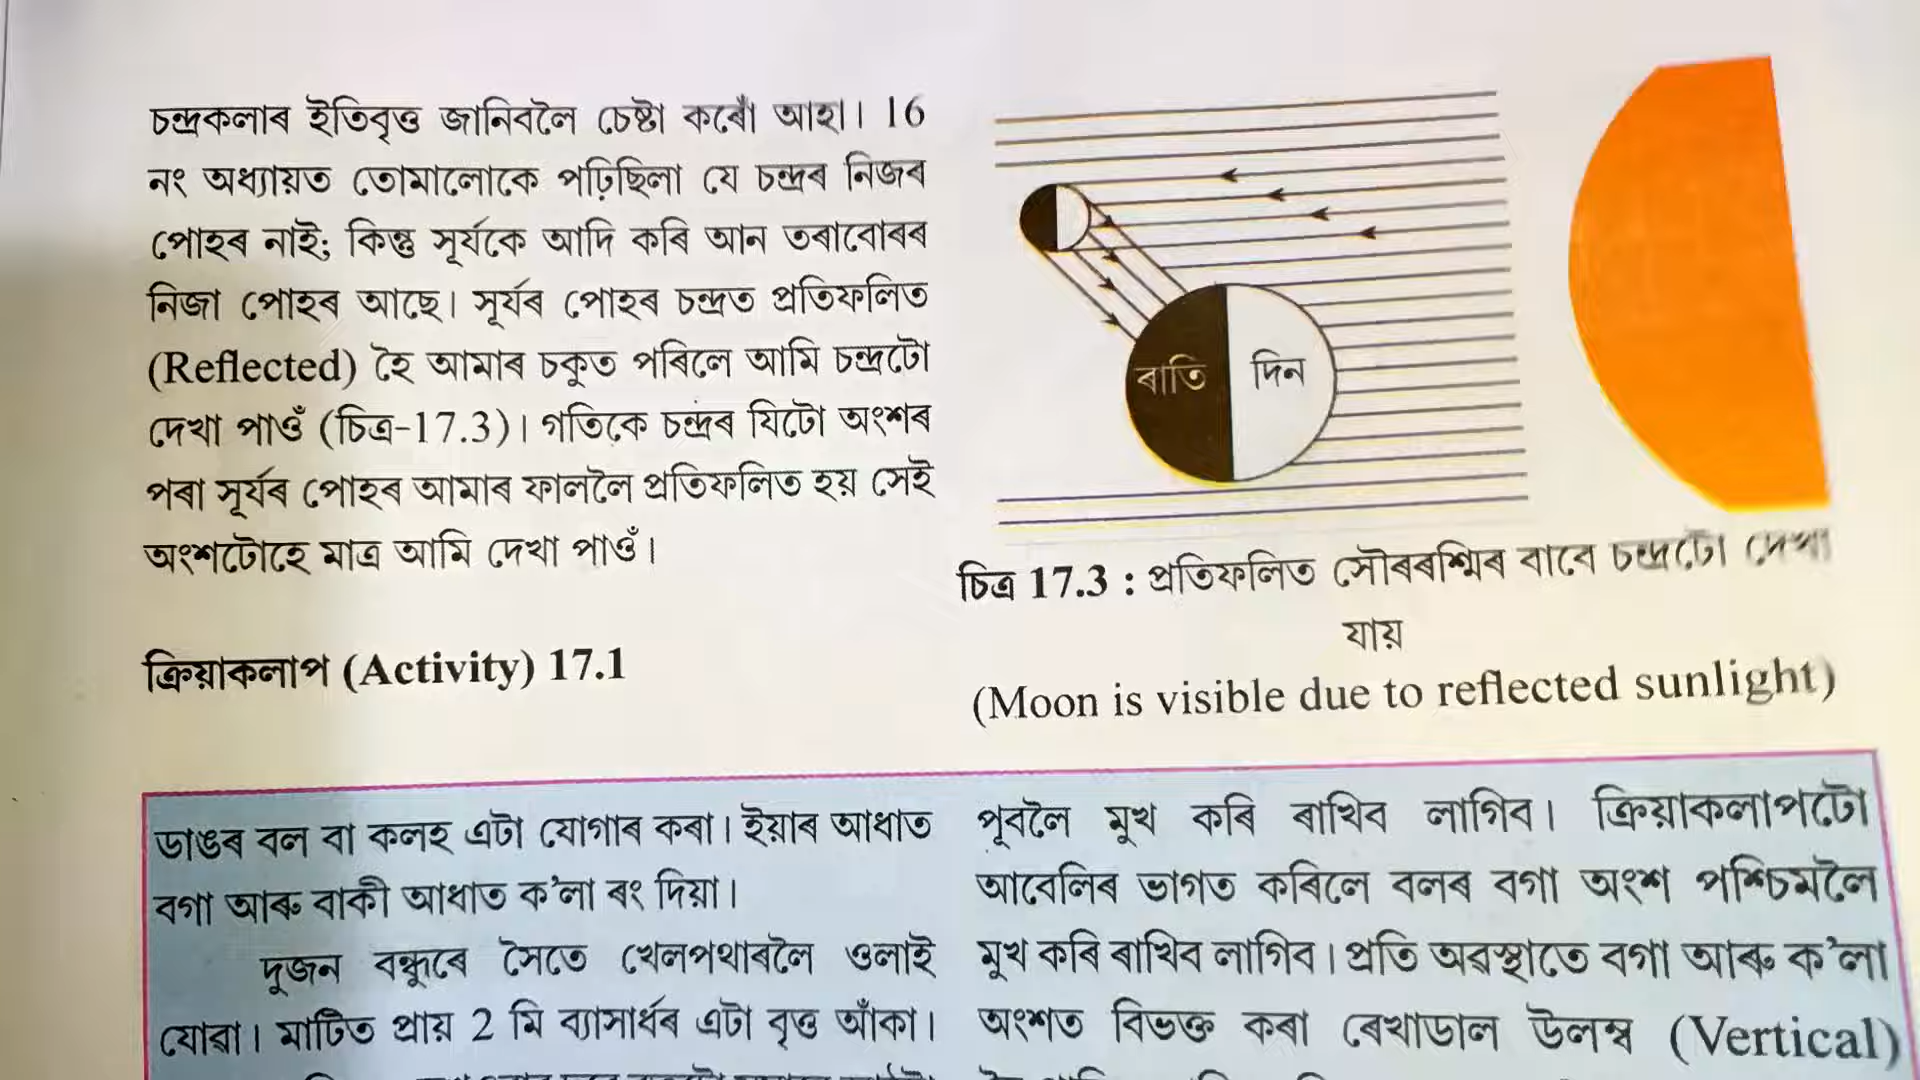 চন্দ্ৰকলাৰ ইতিবৃত্ত জানিবলৈ চেষ্টা কৰোঁ আহা। 16
নং অধ্যায়ত তোমালোকে পঢ়িছিলা যে চন্দ্ৰৰ নিজৰ
পোহৰ নাই; কিন্তু সূৰ্যকে আদি কৰি আন তৰাবোৰৰ
নিজা পোহৰ আছে। সূৰ্যৰ পোহৰ চন্দ্ৰত প্ৰতিফলিত
(Reflected) হৈ আমাৰ চকুত পৰিলে আমি চন্দ্ৰটো
দেখা পাওঁ (চিত্ৰ-17.3)। গতিকে চন্দ্ৰৰ যিটো অংশৰ
পৰা সূৰ্যৰ পোহৰ আমাৰ ফাললৈ প্ৰতিফলিত হয় সেই
অংশটোহে মাত্ৰ আমি দেখা পাওঁ।
ৰাতি
দিন
চিত্ৰ 17.3 : প্ৰতিফলিত সৌৰৰশ্মিৰ বাবে চন্দ্ৰটো দেখা
যায়
(Moon is visible due to reflected sunlight)
ক্ৰিয়াকলাপ (Activity) 17.1
ডাঙৰ বল বা কলহ এটা যোগাৰ কৰা। ইয়াৰ আধাত
বগা আৰু বাকী আধাত ক'লা ৰং দিয়া।
দুজন বন্ধুৰে সৈতে খেলপথাৰলৈ ওলাই
যোৱা। মাটিত প্ৰায় 2 মি ব্যাসাৰ্ধৰ এটা বৃত্ত আঁকা।
পূবলৈ মুখ কৰি ৰাখিব লাগিব। ক্ৰিয়াকলাপটো
আবেলিৰ ভাগত কৰিলে বলৰ বগা অংশ পশ্চিমলৈ
মুখ কৰি ৰাখিব লাগিব। প্ৰতি অৱস্থাতে বগা আৰু ক'লা
অংশত বিভক্ত কৰা ৰেখাডাল উলম্ব (Vertical)